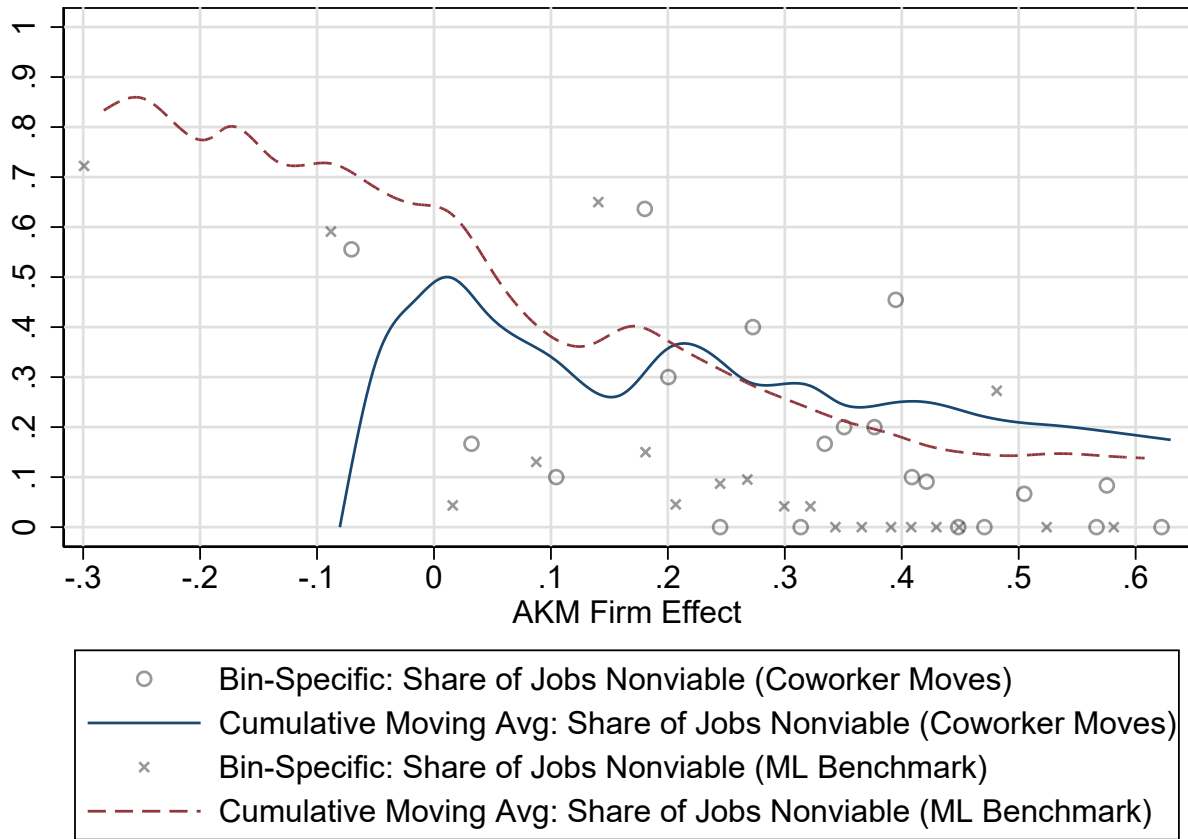 1
.9
.8
.7
.6
.5
.4
.3
.2
.1
0
-.3 -.2 -.1 0 .1 .2 .3 .4 .5 .6
AKM Firm Effect
Bin-Specific: Share of Jobs Nonviable (Coworker Moves)
Cumulative Moving Avg: Share of Jobs Nonviable (Coworker Moves)
Bin-Specific: Share of Jobs Nonviable (ML Benchmark)
Cumulative Moving Avg: Share of Jobs Nonviable (ML Benchmark)